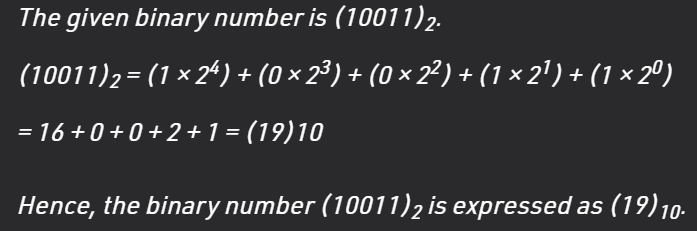 The given binary number is (10011)₂.
(10011)₂ = (1 × 2⁴) + (0 × 2³) + (0 × 2²) + (1 × 2¹) + (1 × 2⁰)
= 16 + 0 + 0 + 2 + 1 = (19)10
Hence, the binary number (10011)₂ is expressed as (19)₁₀.